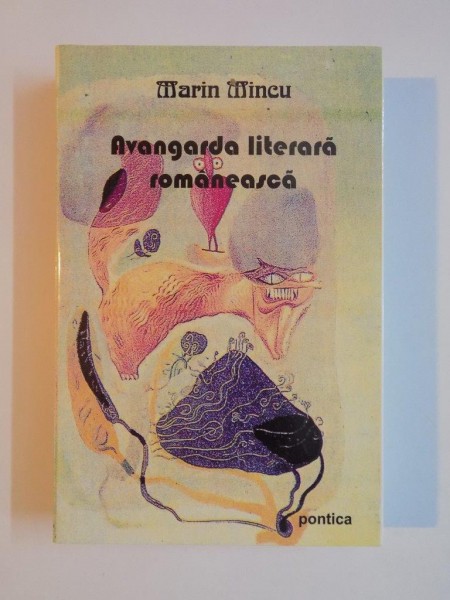 Marin Mincu
Avangarda literară
românească
pontica